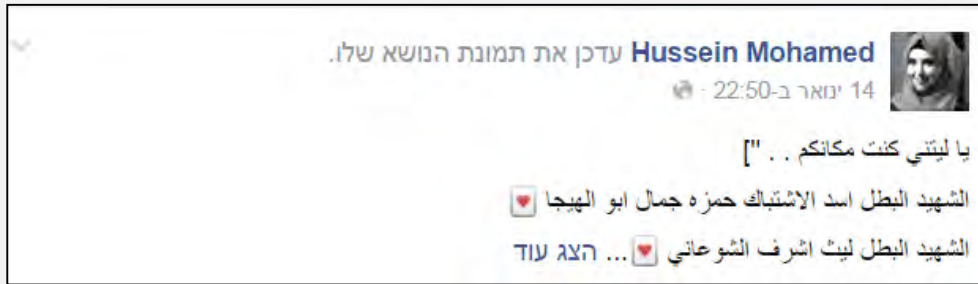 Hussein Mohamed עדכן את תמונת הנושא שלו.
14 ינואר ב-22:50 ·
يا ليتني كنت مكانكم . . "]
الشهيد البطل اسد الاشتباك حمزه جمال ابو الهيجا
الشهيد البطل ليث اشرف الشوعاني ... הצג עוד